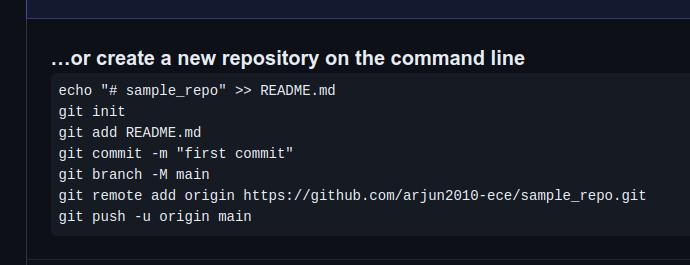 ...or create a new repository on the command line
echo "# sample_repo" >> README.md
git init
git add README.md
git commit -m "first commit"
git branch -M main
git remote add origin https://github.com/arjun2010-ece/sample_repo.git
git push -u origin main